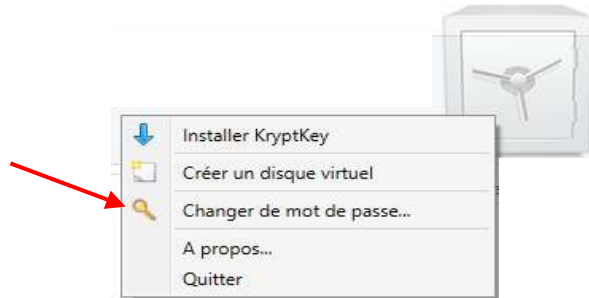 Installer KryptKey
Créer un disque virtuel
Changer de mot de passe...
A propos...
Quitter